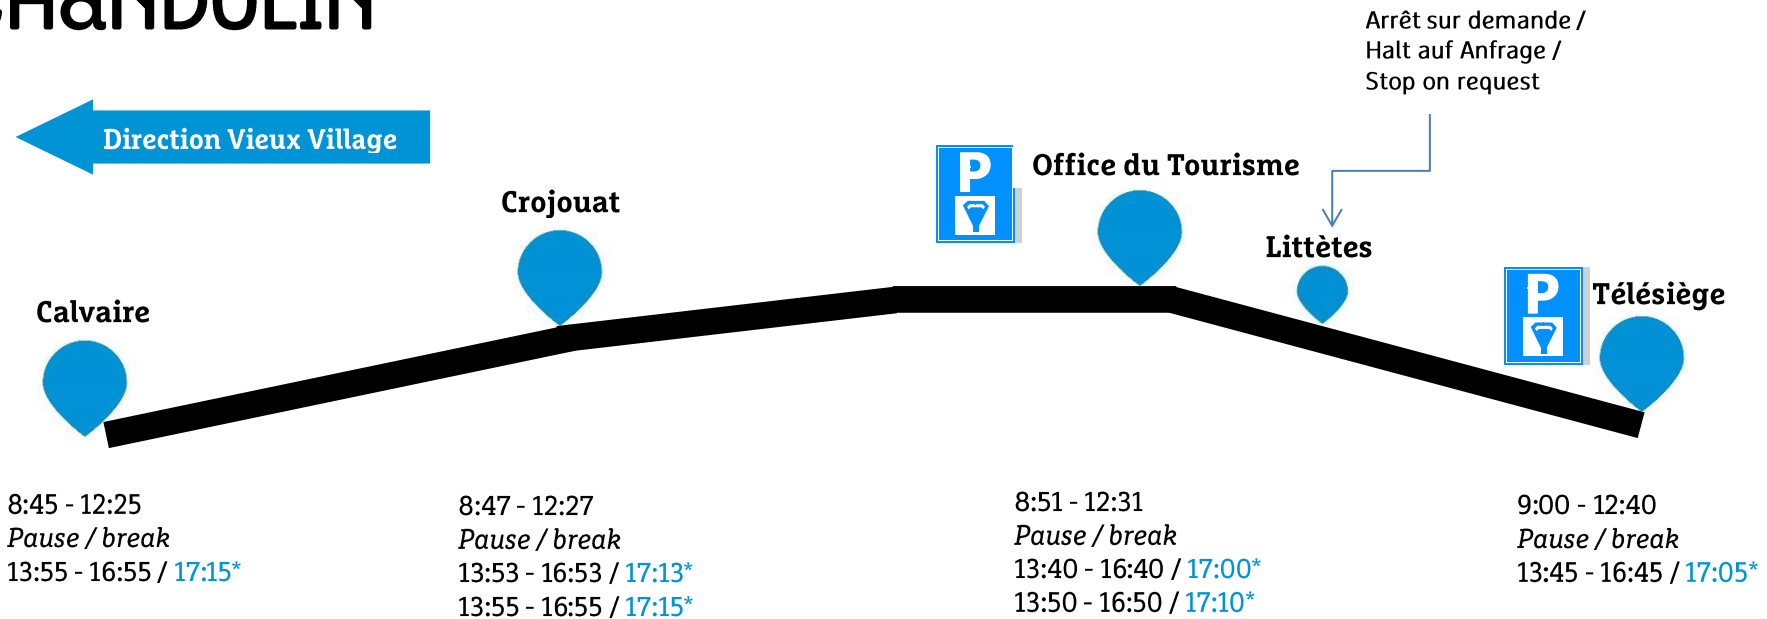 CHaNDOLIN
Arrêt sur demande /
Halt auf Anfrage /
Stop on request
Direction Vieux Village
P
Office du Tourisme
Crojouat
Littètes
P
Télésiège
Calvaire
8:45 - 12:25
Pause / break
13:55 - 16:55 / 17:15*
8:47 - 12:27
Pause / break
13:53 - 16:53 / 17:13*
13:55 - 16:55 / 17:15*
8:51 - 12:31
Pause / break
13:40 - 16:40 / 17:00*
13:50 - 16:50 / 17:10*
9:00 - 12:40
Pause / break
13:45 - 16:45 / 17:05*